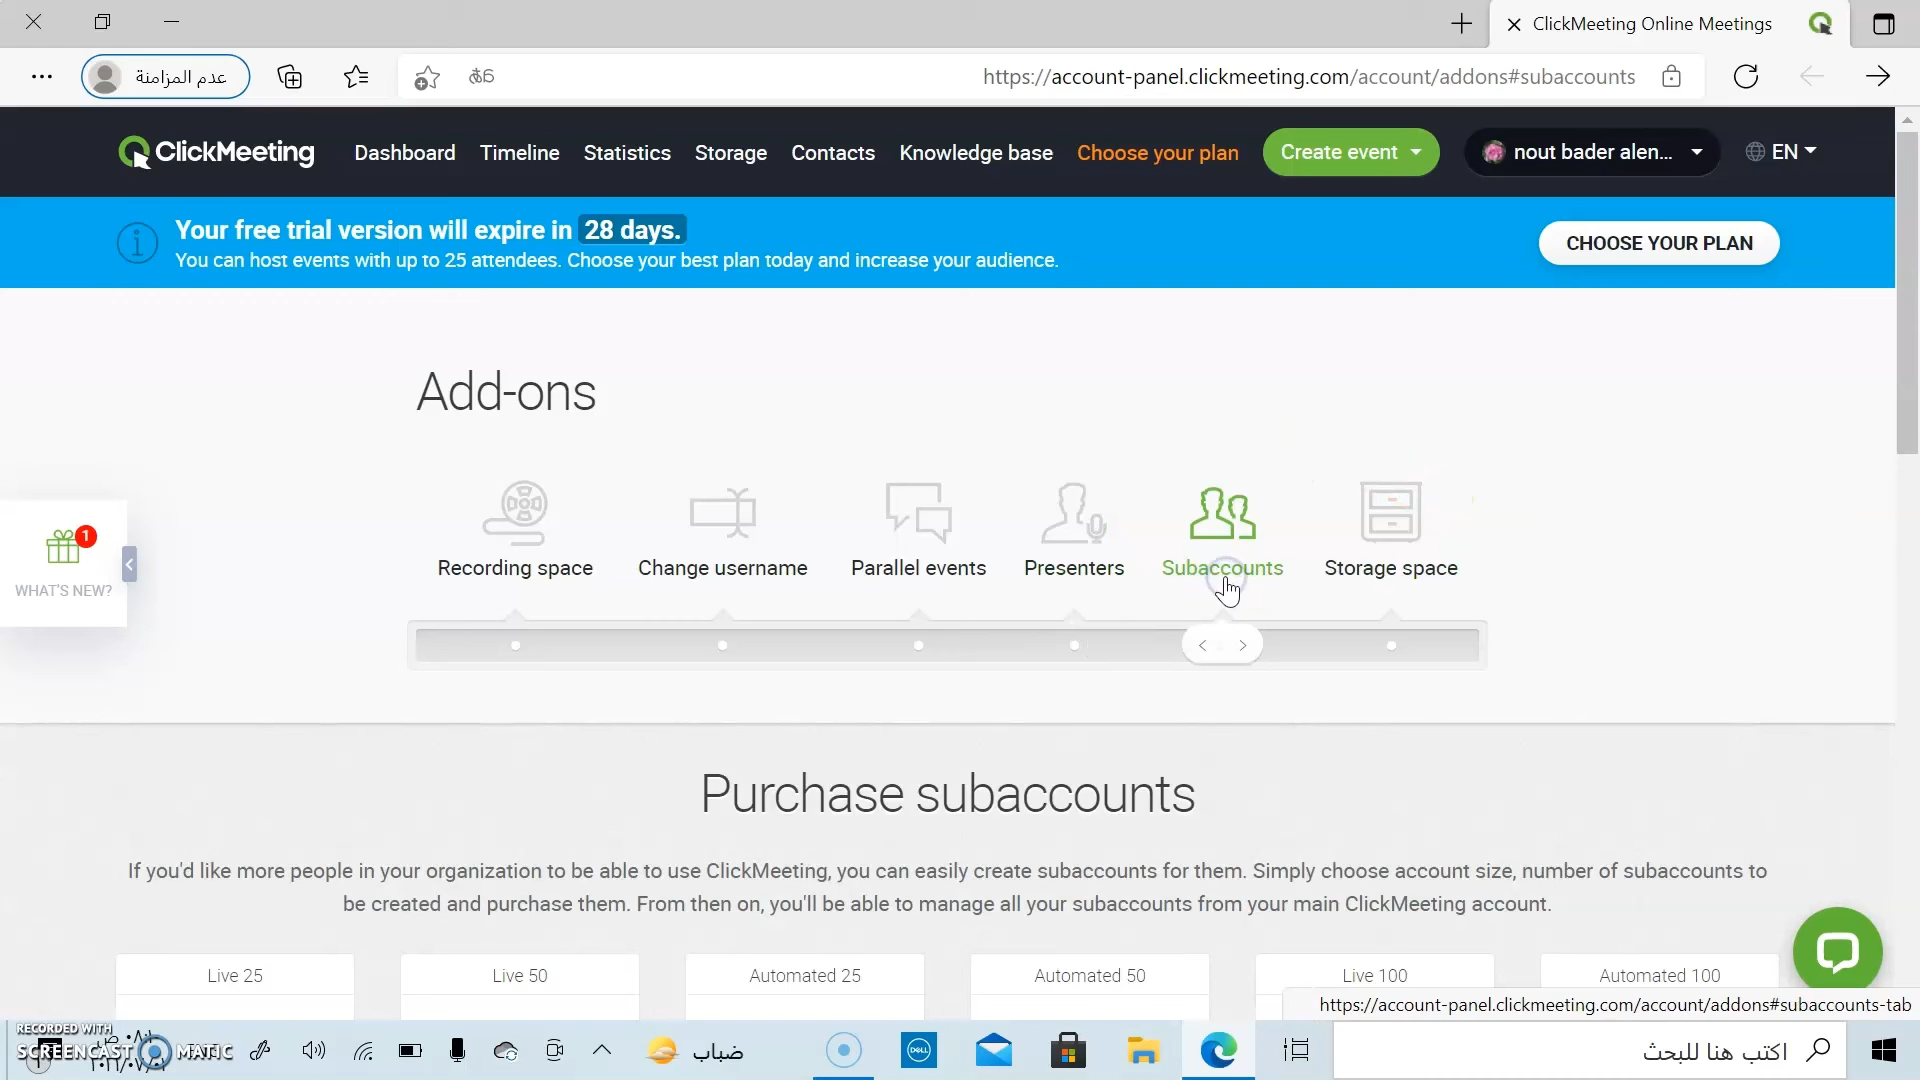 ClickMeeting Online Meetings
عدم المزامنة
https://account-panel.clickmeeting.com/account/addons#subaccounts
ClickMeeting
Dashboard
Timeline
Statistics
Storage
Contacts
Knowledge base
Choose your plan
Create event
nout bader alen...
EN
Your free trial version will expire in 28 days.
You can host events with up to 25 attendees. Choose your best plan today and increase your audience.
CHOOSE YOUR PLAN
Add-ons
1
WHAT'S NEW?
Recording space
Change username
Parallel events
Presenters
Subaccounts
Storage space
Purchase subaccounts
If you'd like more people in your organization to be able to use ClickMeeting, you can easily create subaccounts for them. Simply choose account size, number of subaccounts to
be created and purchase them. From then on, you'll be able to manage all your subaccounts from your main ClickMeeting account.
Live 25
Live 50
Automated 25
Automated 50
Live 100
Automated 100
https://account-panel.clickmeeting.com/account/addons#subaccounts-tab
RECORDED WITH
SCREENCAST MATIC
ضباب
DELL
اكتب هنا للبحث